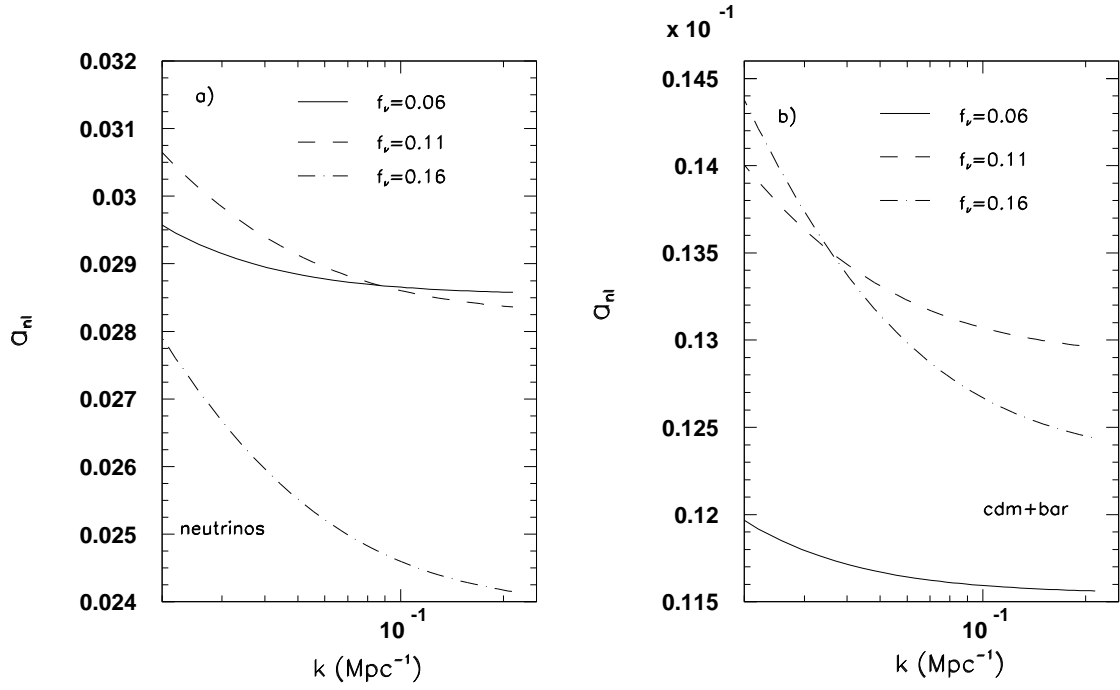 a)
f_ν=0.06
f_ν=0.11
f_ν=0.16
0.032
0.031
0.03
0.029
0.028
0.027
0.026
0.025
0.024
a_nl
neutrinos
10^-1
k (Mpc^-1)
x 10^-1
b)
f_ν=0.06
f_ν=0.11
f_ν=0.16
0.145
0.14
0.135
0.13
0.125
0.12
0.115
a_nl
cdm+bar
10^-1
k (Mpc^-1)